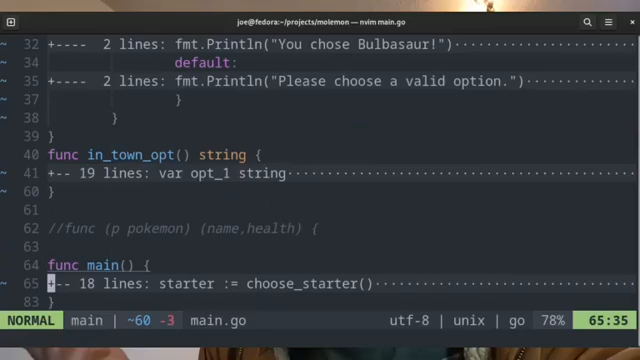 joe@fedora:~/projects/molemon — nvim main.go
~ 32 +---- 2 lines: fmt.Println("You chose Bulbasaur!")
34 default:
~ 35 +---- 2 lines: fmt.Println("Please choose a valid option.")
~ 37 }
~ 38 }
39 }
40 func in_town_opt() string {
~ 41 +-- 19 lines: var opt_1 string
~ 60 }
61
62 //func (p pokemon) (name,health) {
63
64 func main() {
~ 65 +-- 18 lines: starter := choose_starter()
83 }
NORMAL main | ~60 -3 main.go utf-8 | unix | go 78% 65:35